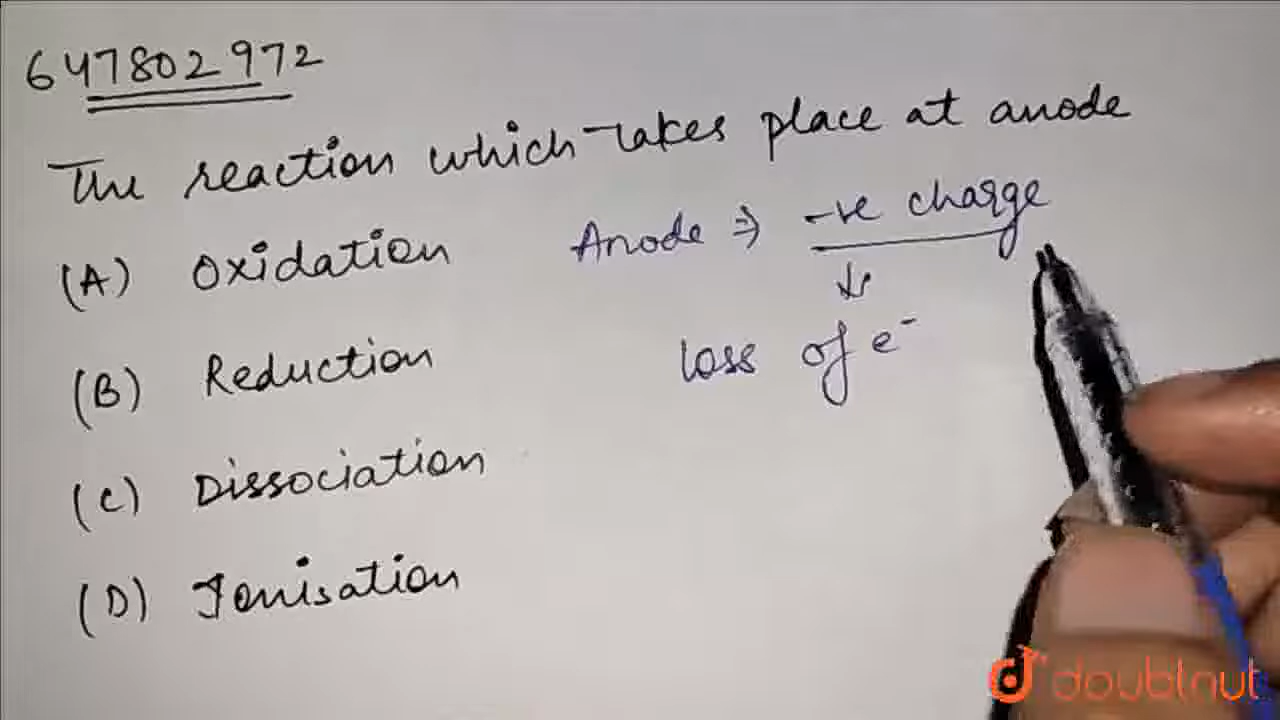 647802972
The reaction which takes place at anode
(A) Oxidation
Anode ⇒ -ve charge
↓
loss of e⁻
(B) Reduction
(C) Dissociation
(D) Ionisation
doubtnut